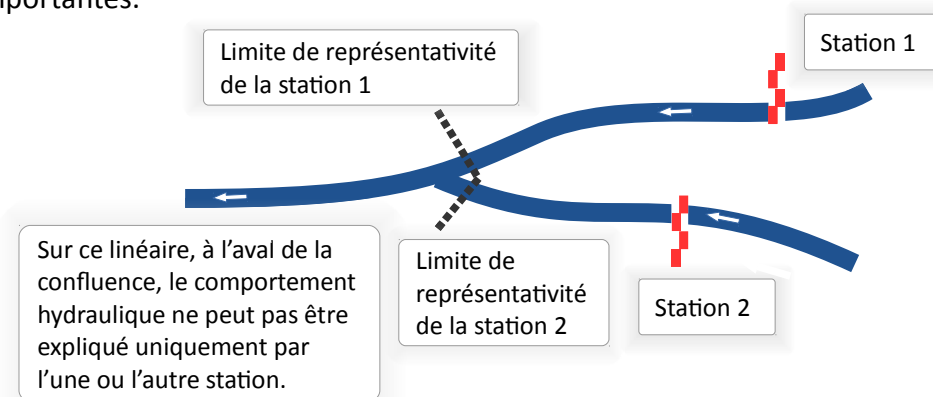 Station 1
Limite de représentativité
de la station 1
Sur ce linéaire, à l’aval de la
confluence, le comportement
hydraulique ne peut pas être
expliqué uniquement par
l’une ou l’autre station.
Limite de
représentativité
de la station 2
Station 2